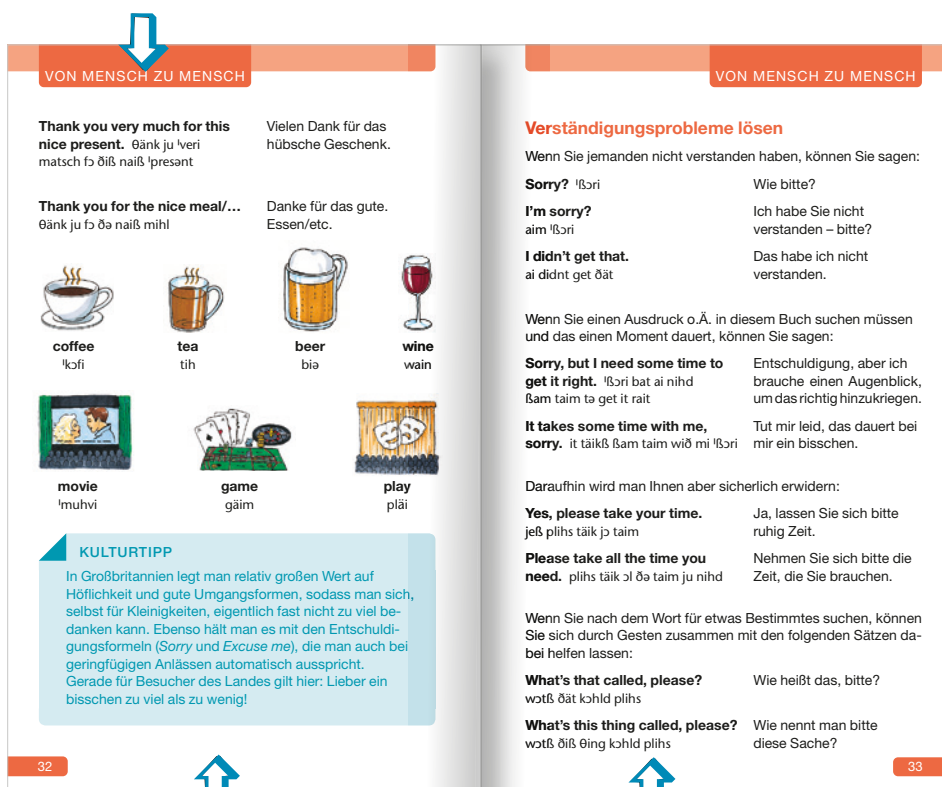 VON MENSCH ZU MENSCH
Thank you very much for this
nice present. θänk ju ˈveri
matsch fɔ ðiß naiß ˈpresənt
Vielen Dank für das
hübsche Geschenk.
Thank you for the nice meal/…
θänk ju fɔ ðə naiß mihl
Danke für das gute.
Essen/etc.
coffee
ˈkɔfi
tea
tih
beer
biə
wine
wain
movie
ˈmuhvi
game
gäim
play
pläi
KULTURTIPP
In Großbritannien legt man relativ großen Wert auf
Höflichkeit und gute Umgangsformen, sodass man sich,
selbst für Kleinigkeiten, eigentlich fast nicht zu viel be-
danken kann. Ebenso hält man es mit den Entschuldi-
gungsformeln (Sorry und Excuse me), die man auch bei
geringfügigen Anlässen automatisch ausspricht.
Gerade für Besucher des Landes gilt hier: Lieber ein
bisschen zu viel als zu wenig!
32
VON MENSCH ZU MENSCH
Verständigungsprobleme lösen
Wenn Sie jemanden nicht verstanden haben, können Sie sagen:
Sorry? ˈßɔri
Wie bitte?
I'm sorry?
aim ˈßɔri
Ich habe Sie nicht
verstanden – bitte?
I didn't get that.
ai didnt get ðät
Das habe ich nicht
verstanden.
Wenn Sie einen Ausdruck o.Ä. in diesem Buch suchen müssen
und das einen Moment dauert, können Sie sagen:
Sorry, but I need some time to
get it right. ˈßɔri bat ai nihd
ßam taim tə get it rait
Entschuldigung, aber ich
brauche einen Augenblick,
um das richtig hinzukriegen.
It takes some time with me,
sorry. it täikß ßam taim wið mi ˈßɔri
Tut mir leid, das dauert bei
mir ein bisschen.
Daraufhin wird man Ihnen aber sicherlich erwidern:
Yes, please take your time.
jeß plihs täik jɔ taim
Ja, lassen Sie sich bitte
ruhig Zeit.
Please take all the time you
need. plihs täik ɔl ðə taim ju nihd
Nehmen Sie sich bitte die
Zeit, die Sie brauchen.
Wenn Sie nach dem Wort für etwas Bestimmtes suchen, können
Sie sich durch Gesten zusammen mit den folgenden Sätzen da-
bei helfen lassen:
What's that called, please?
wɔtß ðät kɔhld plihs
Wie heißt das, bitte?
What's this thing called, please?
wɔtß ðiß θing kɔhld plihs
Wie nennt man bitte
diese Sache?
33